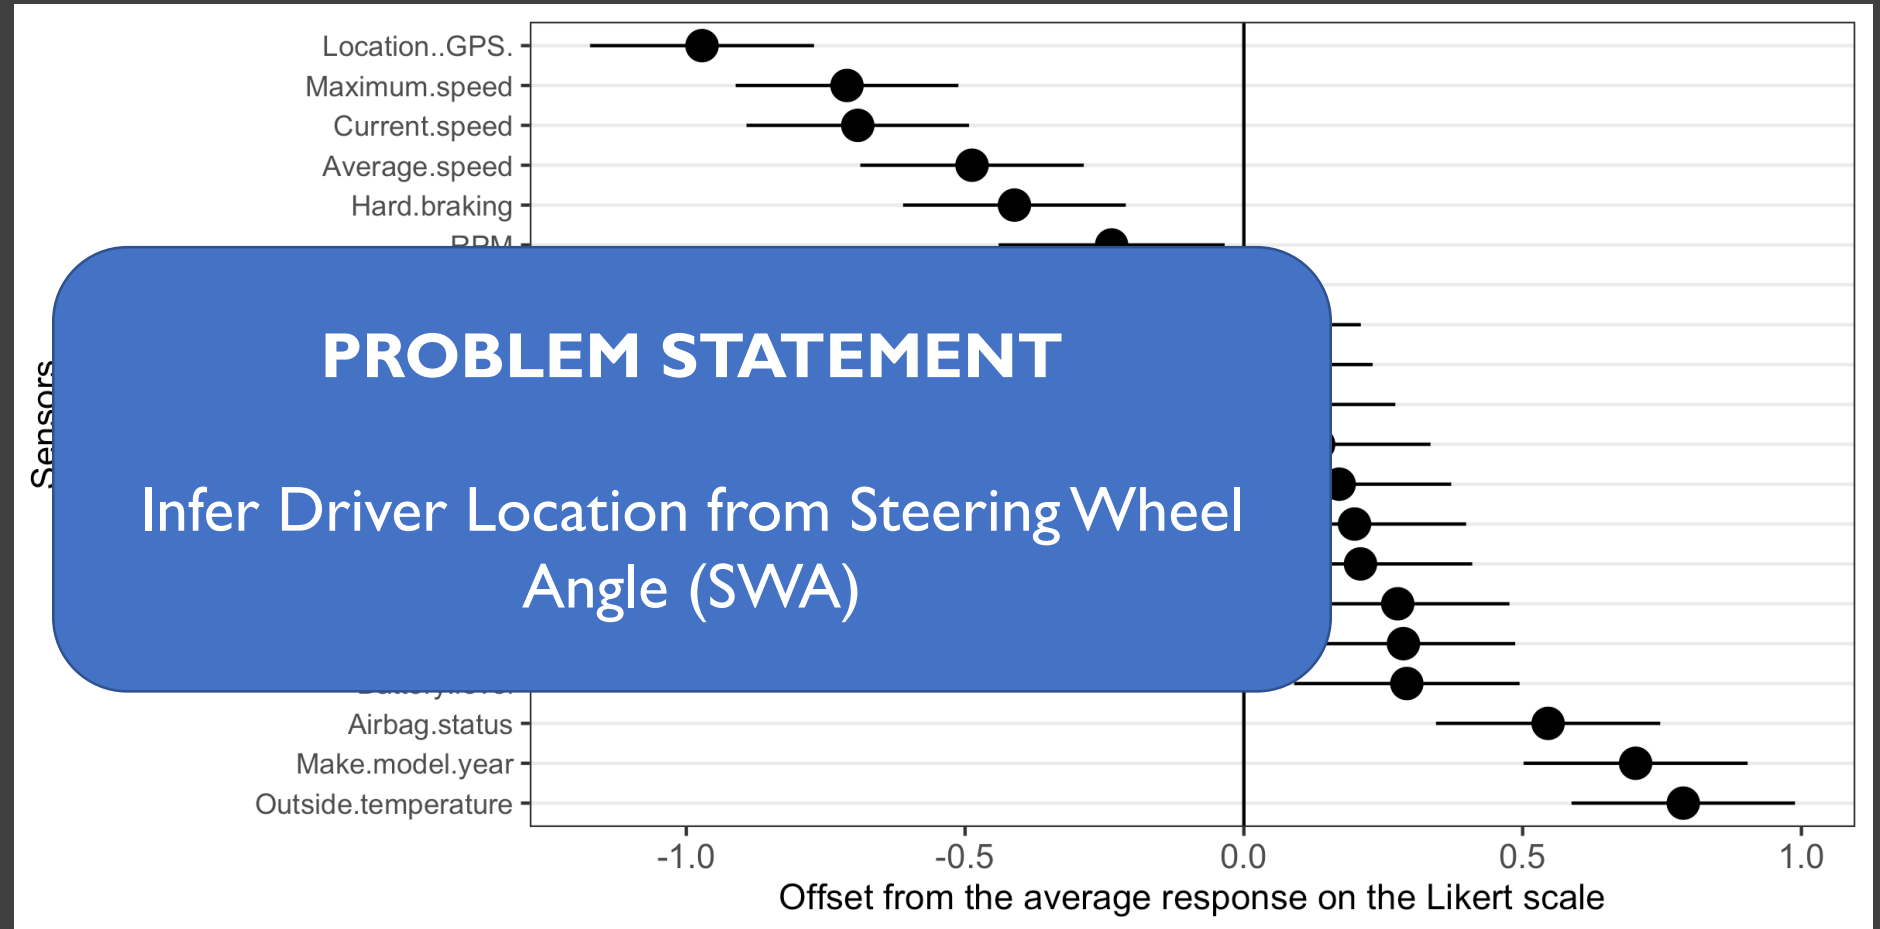 Location..GPS.
Maximum.speed
Current.speed
Average.speed
Hard.braking
RPM
PROBLEM STATEMENT
Infer Driver Location from Steering Wheel
Angle (SWA)
Sensors
Airbag.status
Make.model.year
Outside.temperature
-1.0 -0.5 0.0 0.5 1.0
Offset from the average response on the Likert scale